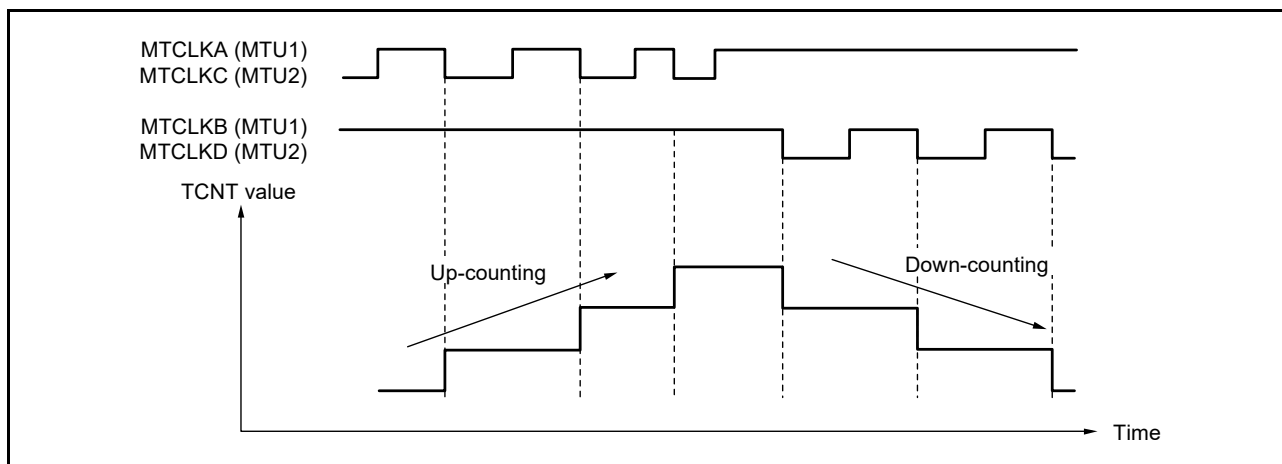 MTCLKA (MTU1)
MTCLKC (MTU2)
MTCLKB (MTU1)
MTCLKD (MTU2)
TCNT value
Up-counting
Down-counting
Time